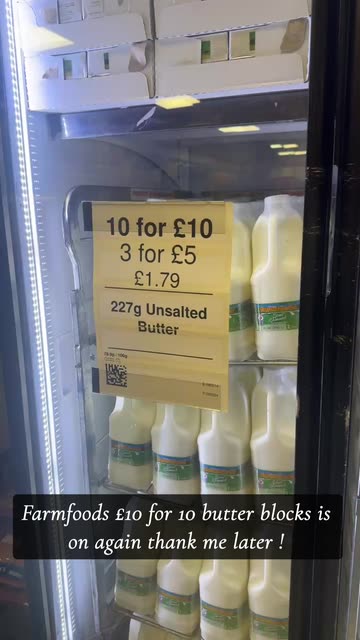 10 for £10
3 for £5
£1.79
227g Unsalted
Butter
Farmfoods £10 for 10 butter blocks is
on again thank me later !